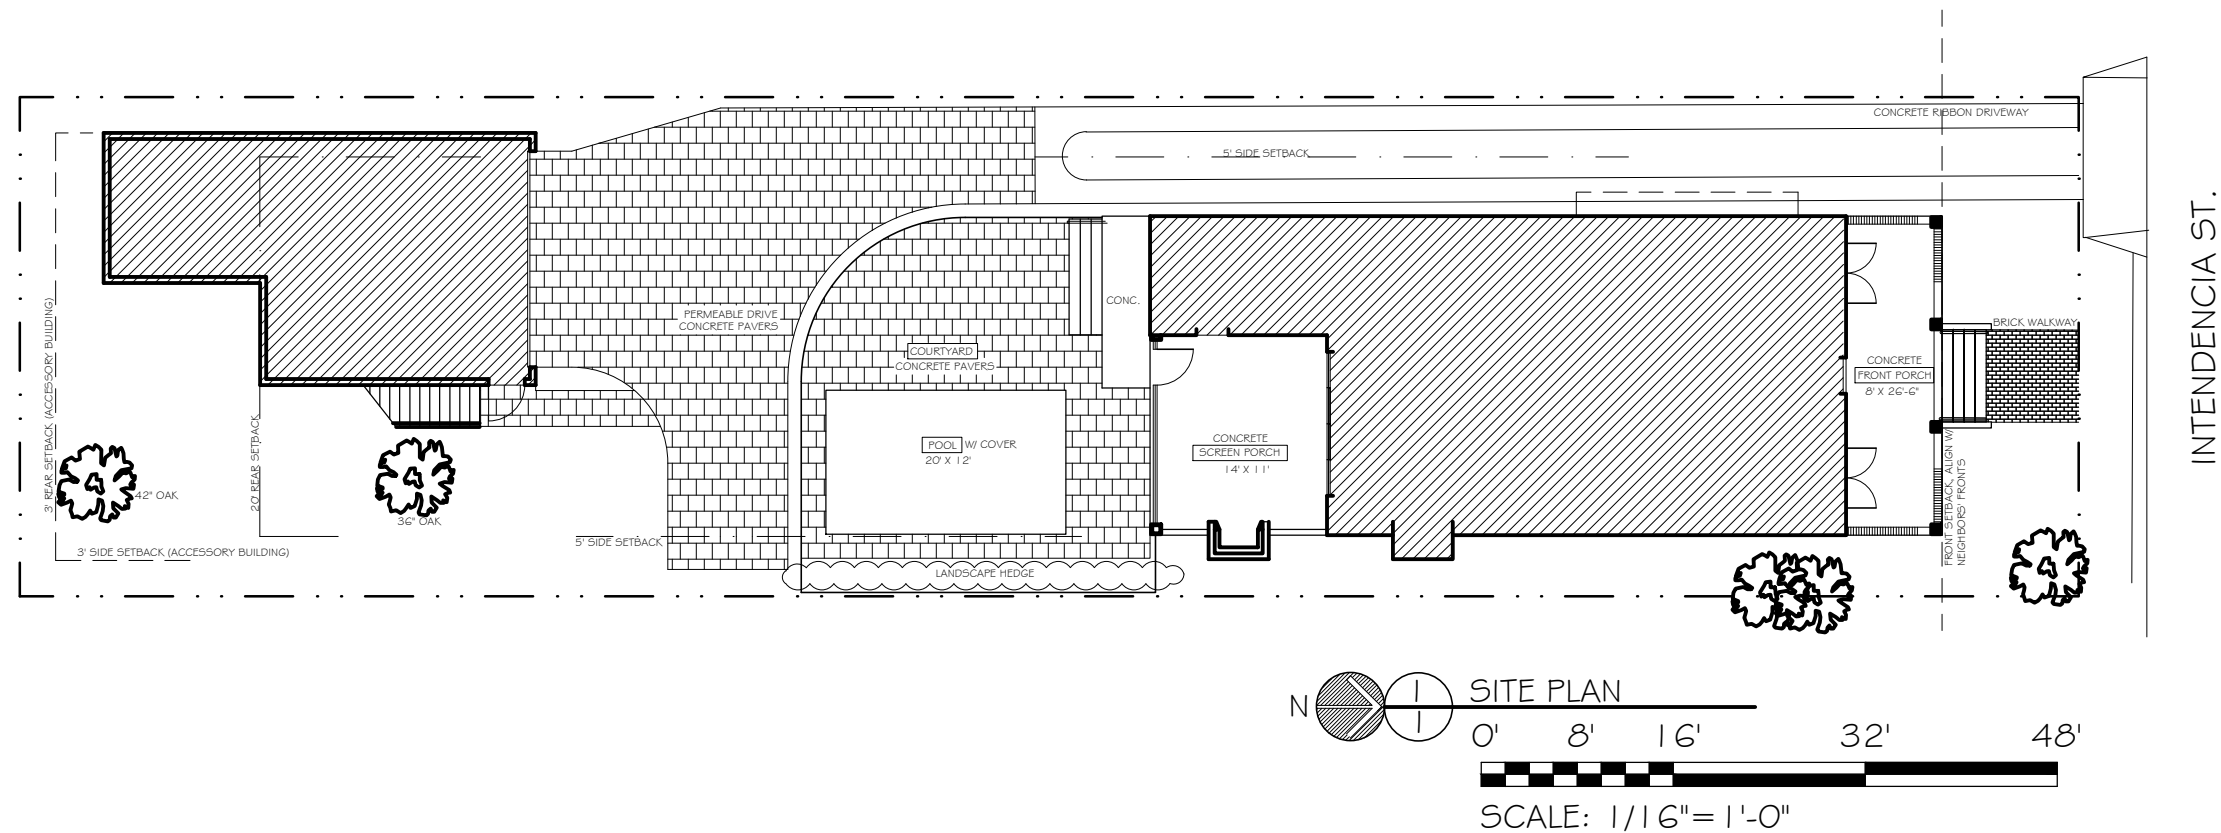 CONCRETE RIBBON DRIVEWAY
5' SIDE SETBACK
INTENDENCIA ST.
3' REAR SETBACK (ACCESSORY BUILDING)
20' REAR SETBACK
42" OAK
36" OAK
3' SIDE SETBACK (ACCESSORY BUILDING)
5' SIDE SETBACK
PERMEABLE DRIVE
CONCRETE PAVERS
COURTYARD
CONCRETE PAVERS
CONC.
POOL W/ COVER
20' X 12'
LANDSCAPE HEDGE
CONCRETE
SCREEN PORCH
14' X 11'
CONCRETE
FRONT PORCH
8' X 26'-6"
BRICK WALKWAY
FRONT SETBACK, ALIGN W/
NEIGHBORS' FRONTS
N
1
1
SITE PLAN
0' 8' 16' 32' 48'
SCALE: 1/16"=1'-0"